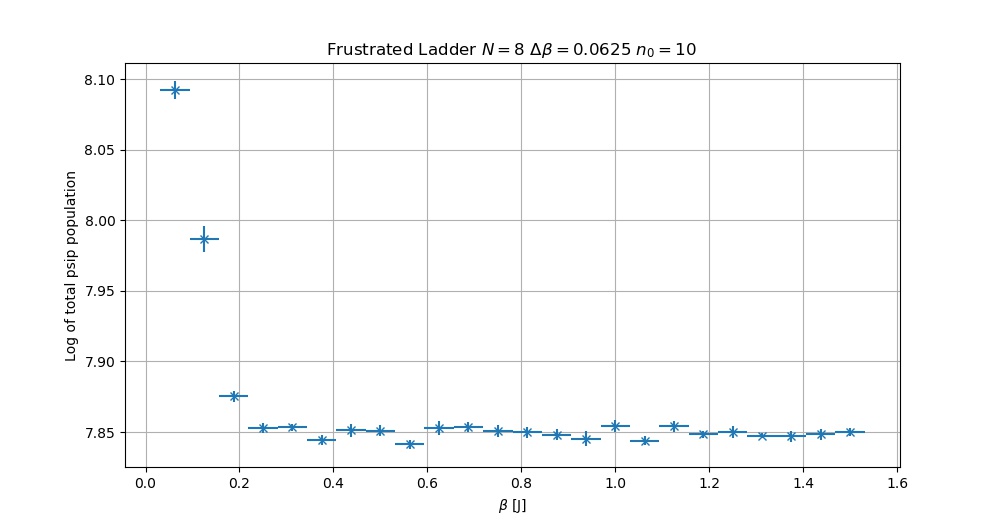 Frustrated Ladder N = 8 Δβ = 0.0625 n₀ = 10
Log of total psip population
8.10
8.05
8.00
7.95
7.90
7.85
0.0 0.2 0.4 0.6 0.8 1.0 1.2 1.4 1.6
β [J]